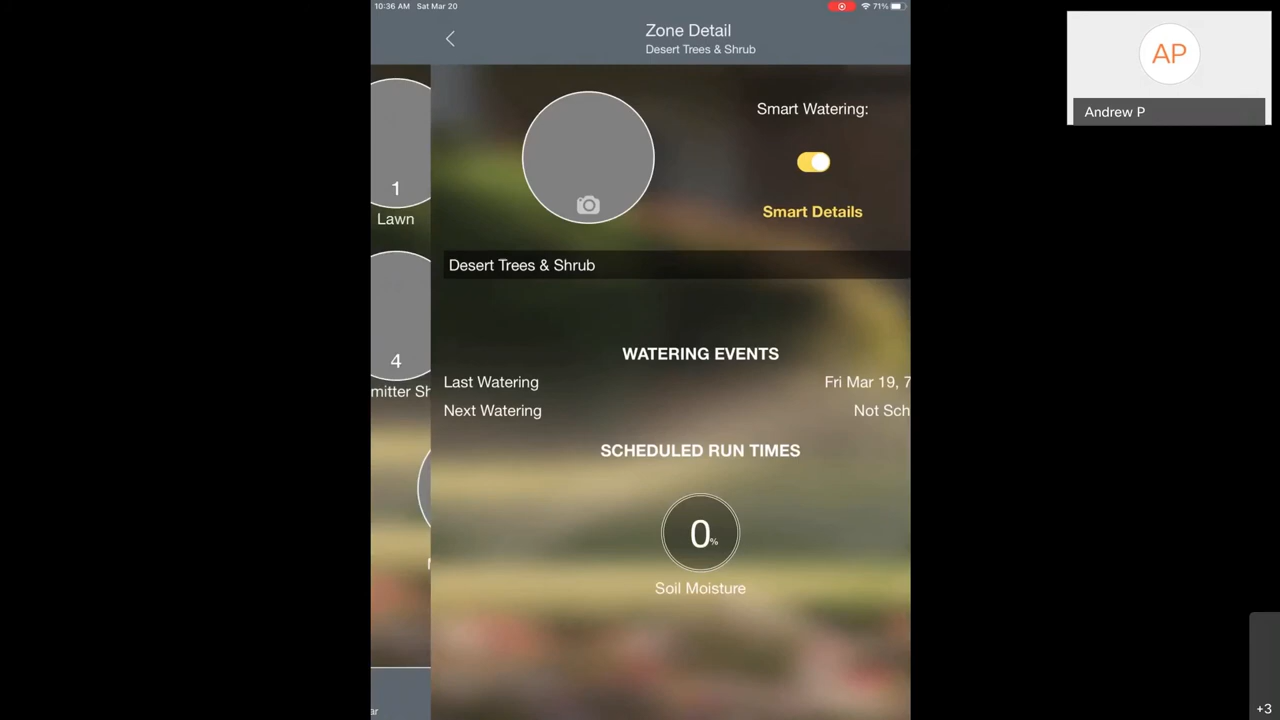 10:36 AM Sat Mar 20
71%
Zone Detail
Desert Trees & Shrub
AP
Andrew P
Smart Watering:
1
Lawn
Smart Details
Desert Trees & Shrub
4
mitter Sh
WATERING EVENTS
Last Watering Fri Mar 19, 7
Next Watering Not Sch
SCHEDULED RUN TIMES
0%
Soil Moisture
ar
+3